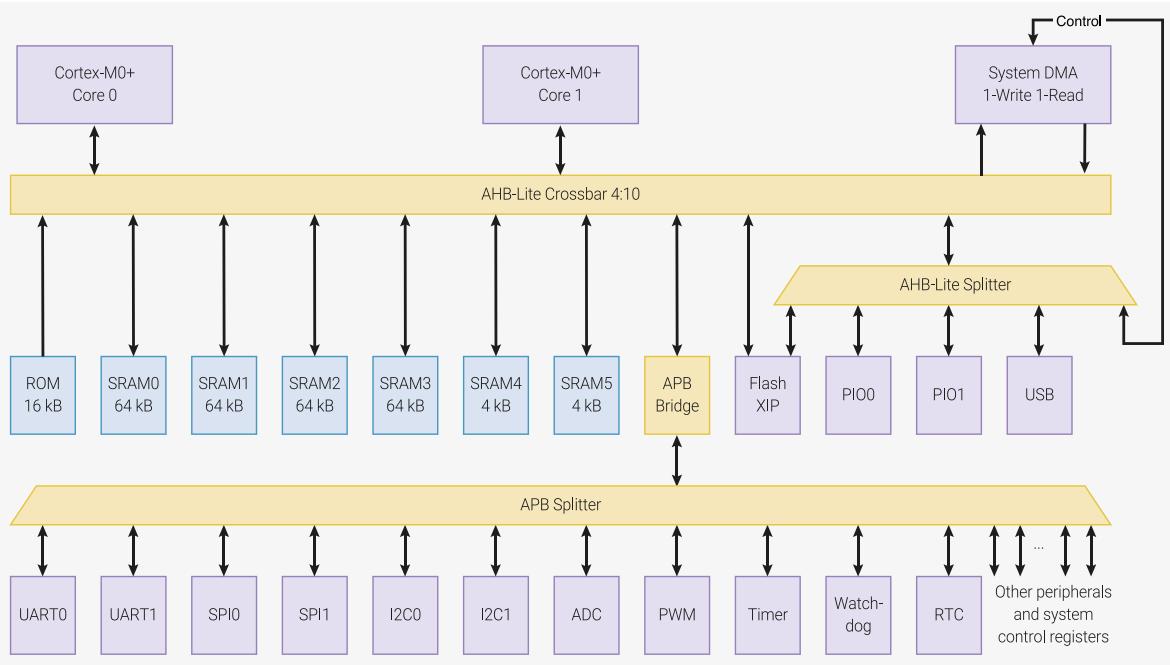 Control
Cortex-M0+
Core 0
Cortex-M0+
Core 1
System DMA
1-Write 1-Read
AHB-Lite Crossbar 4:10
AHB-Lite Splitter
ROM
16 kB
SRAM0
64 kB
SRAM1
64 kB
SRAM2
64 kB
SRAM3
64 kB
SRAM4
4 kB
SRAM5
4 kB
APB
Bridge
Flash
XIP
PIO0
PIO1
USB
APB Splitter
UART0
UART1
SPI0
SPI1
I2C0
I2C1
ADC
PWM
Timer
Watch-
dog
RTC
...
Other peripherals
and system
control registers